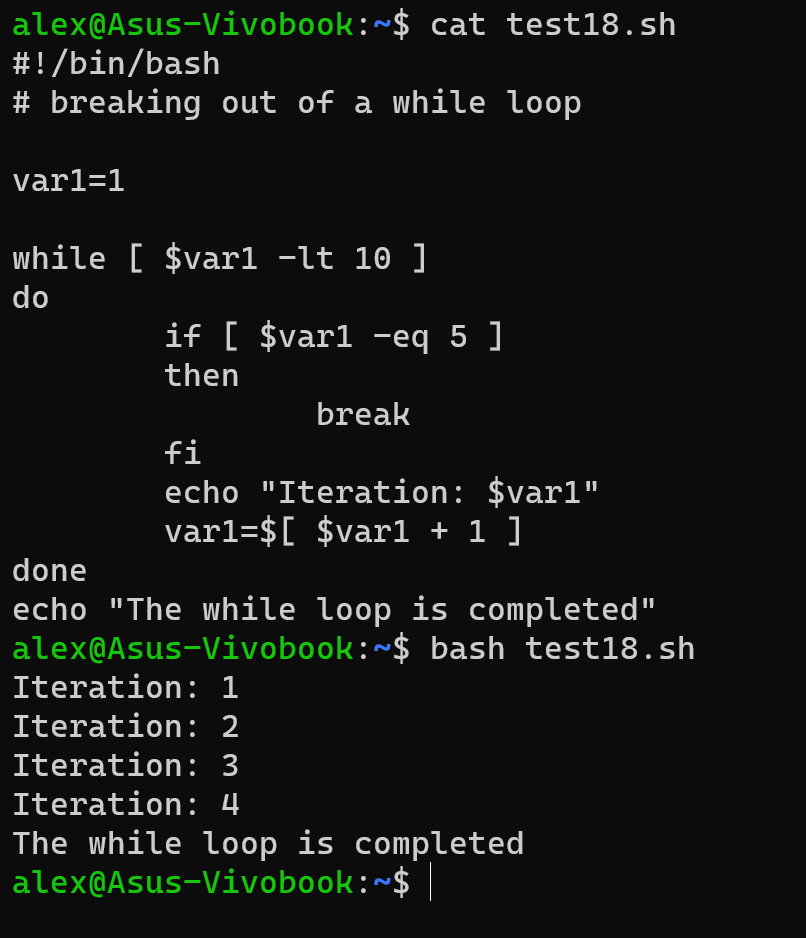 alex@Asus-Vivobook:~$ cat test18.sh
#!/bin/bash
# breaking out of a while loop

var1=1

while [ $var1 -lt 10 ]
do
        if [ $var1 -eq 5 ]
        then
                break
        fi
        echo "Iteration: $var1"
        var1=$[ $var1 + 1 ]
done
echo "The while loop is completed"
alex@Asus-Vivobook:~$ bash test18.sh
Iteration: 1
Iteration: 2
Iteration: 3
Iteration: 4
The while loop is completed
alex@Asus-Vivobook:~$